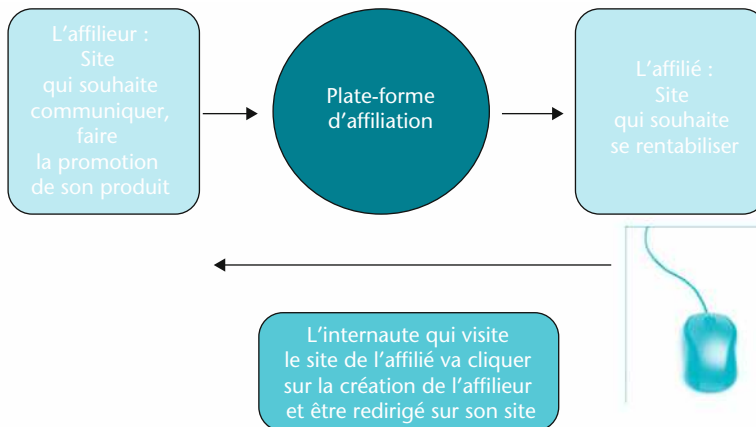 L’affilieur :
Site
qui souhaite
communiquer,
faire
la promotion
de son produit
Plate-forme
d’affiliation
L’affilié :
Site
qui souhaite
se rentabiliser
L’internaute qui visite
le site de l’affilié va cliquer
sur la création de l’affilieur
et être redirigé sur son site